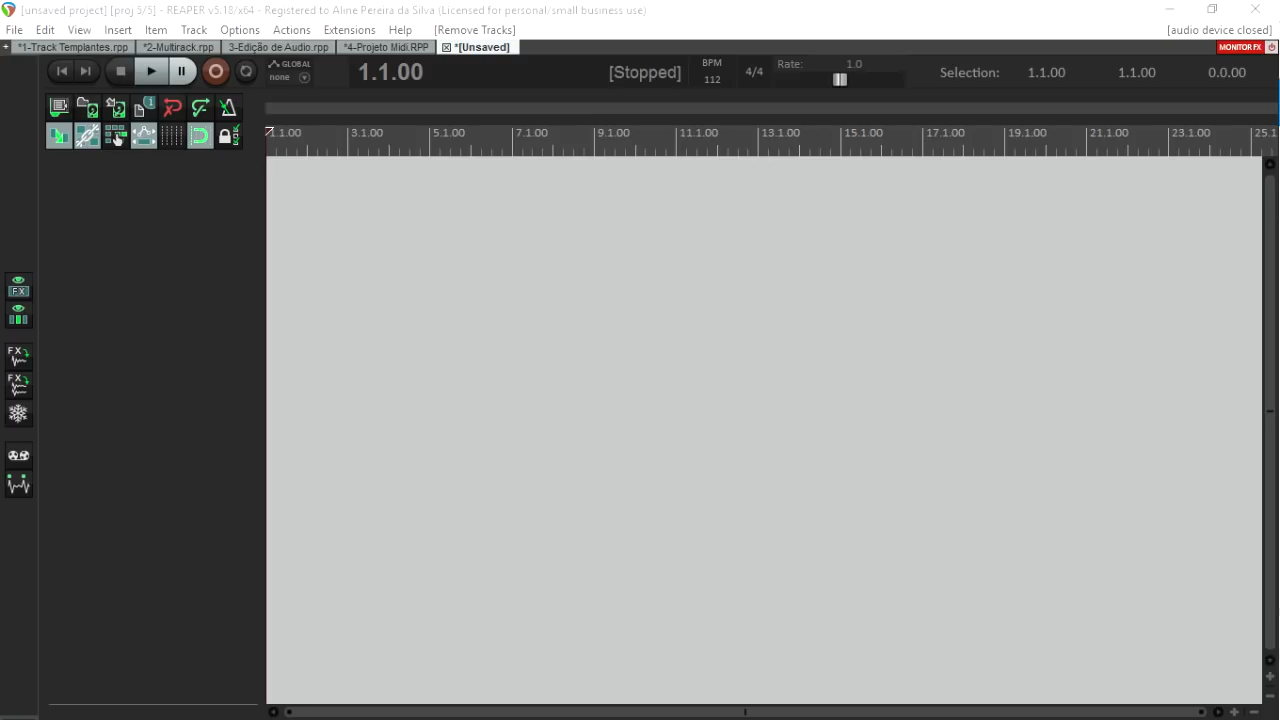 [unsaved project] [proj 5/5] - REAPER v5.18/x64 - Registered to Aline Pereira da Silva (Licensed for personal/small business use)
File Edit View Insert Item Track Options Actions Extensions Help [Remove Tracks] [audio device closed]
*1-Track Templantes.rpp *2-Multirack.rpp 3-Edição de Audio.rpp *4-Projeto Midi.RPP *[Unsaved] MONITOR FX
GLOBAL
none
1.1.00
[Stopped]
BPM
112
4/4
Rate: 1.0
Selection: 1.1.00 1.1.00 0.0.00
1.1.00 3.1.00 5.1.00 7.1.00 9.1.00 11.1.00 13.1.00 15.1.00 17.1.00 19.1.00 21.1.00 23.1.00 25.1
FX
FX
FX